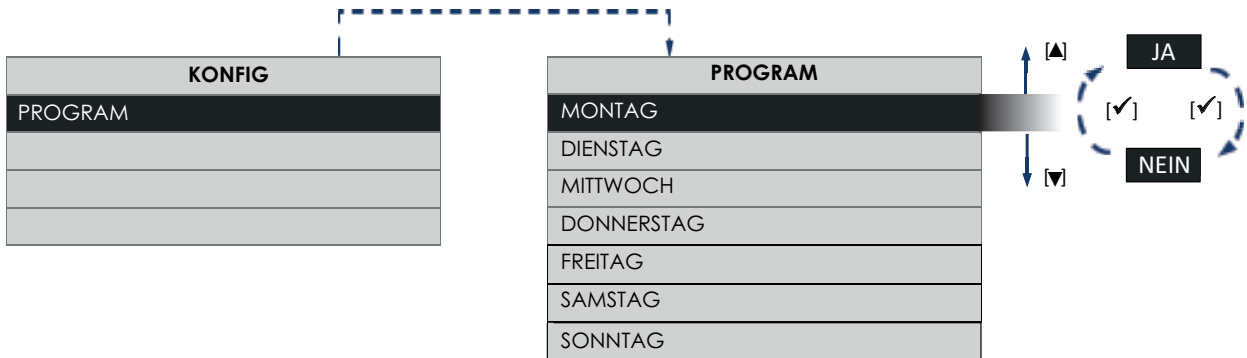 KONFIG
PROGRAM
PROGRAM
MONTAG
DIENSTAG
MITTWOCH
DONNERSTAG
FREITAG
SAMSTAG
SONNTAG
[▲]
[▼]
JA
[✔] [✔]
NEIN